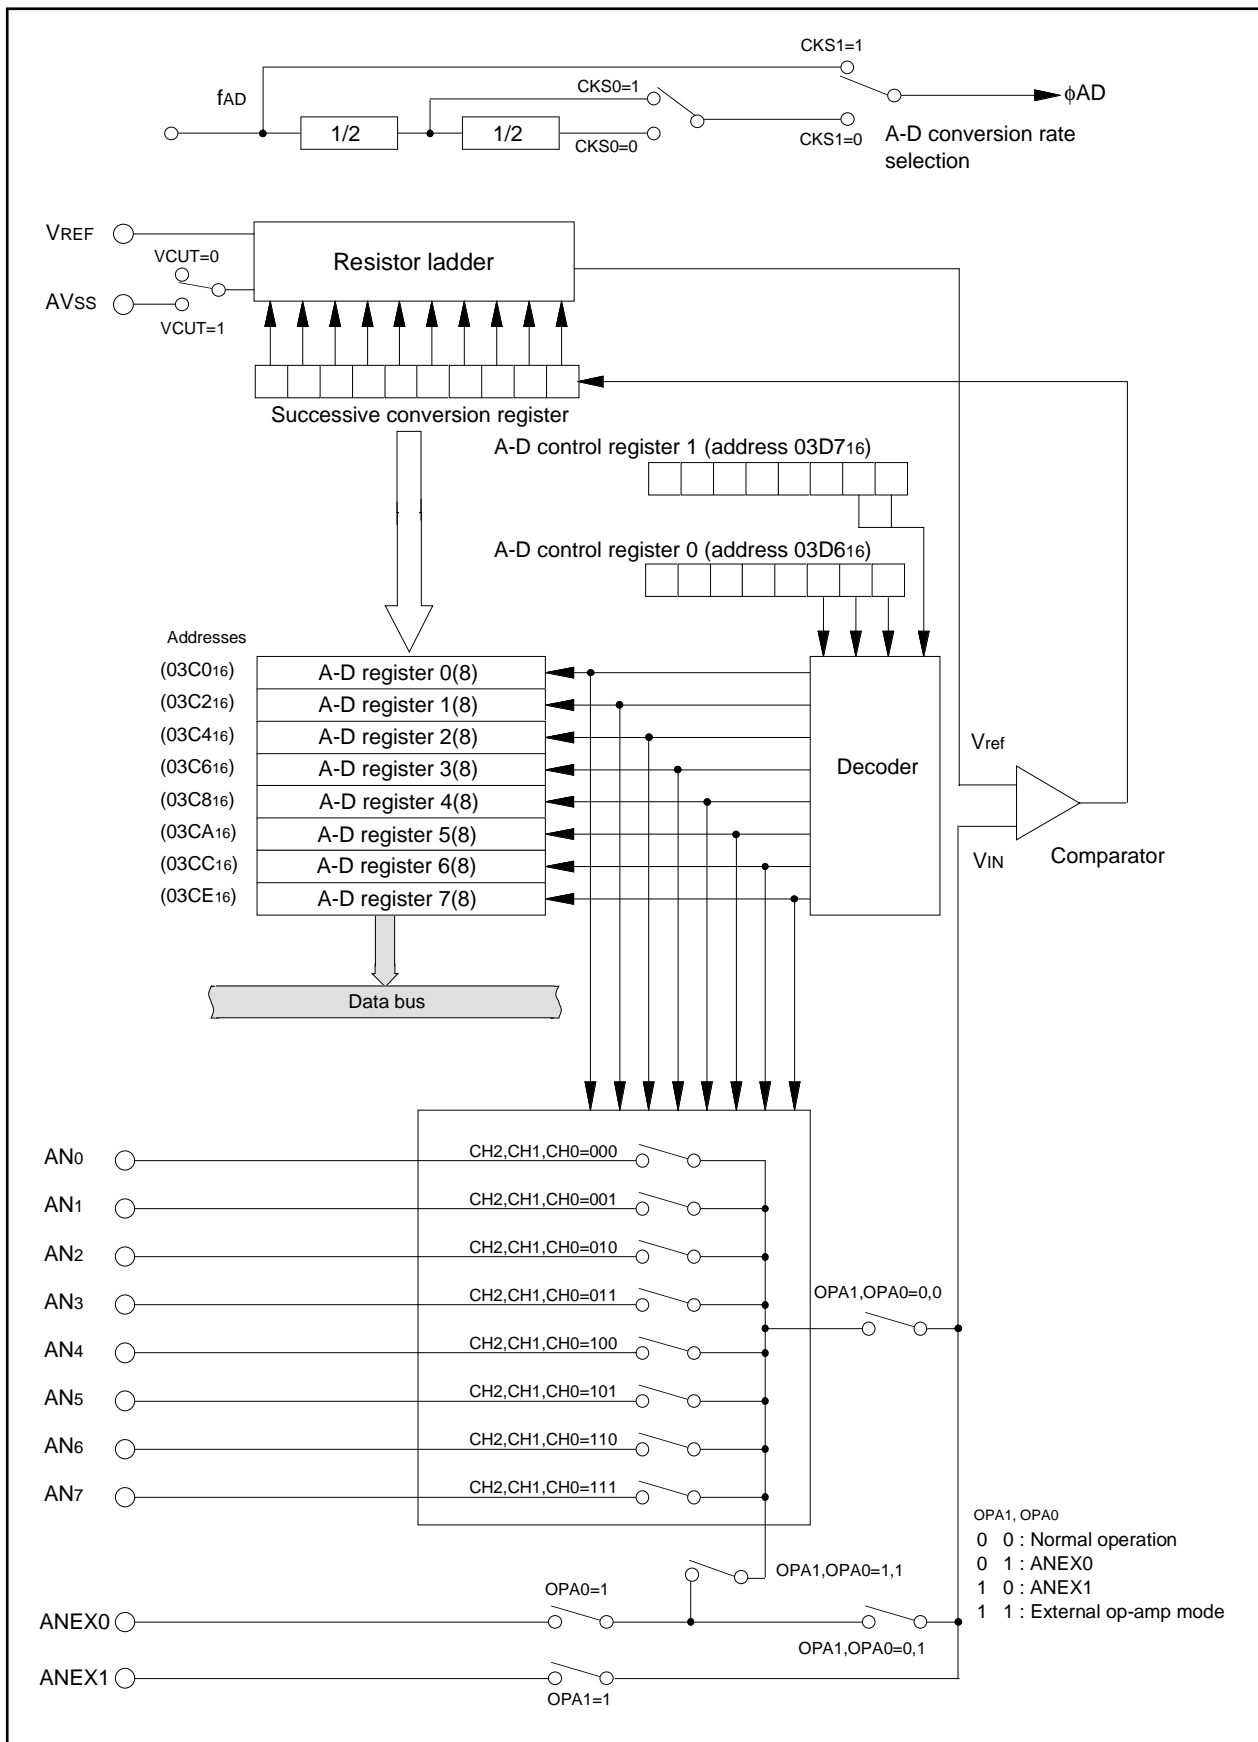 CKS1=1
CKS0=1
fAD
ϕAD
1/2
1/2
CKS0=0
CKS1=0
A-D conversion rate
selection
VREF
VCUT=0
Resistor ladder
AVSS
VCUT=1
Successive conversion register
A-D control register 1 (address 03D716)
A-D control register 0 (address 03D616)
Addresses
(03C016)
A-D register 0(8)
(03C216)
A-D register 1(8)
(03C416)
A-D register 2(8)
(03C616)
A-D register 3(8)
(03C816)
A-D register 4(8)
(03CA16)
A-D register 5(8)
(03CC16)
A-D register 6(8)
(03CE16)
A-D register 7(8)
Decoder
Vref
VIN
Comparator
Data bus
AN0
CH2,CH1,CH0=000
AN1
CH2,CH1,CH0=001
AN2
CH2,CH1,CH0=010
AN3
CH2,CH1,CH0=011
OPA1,OPA0=0,0
AN4
CH2,CH1,CH0=100
AN5
CH2,CH1,CH0=101
AN6
CH2,CH1,CH0=110
AN7
CH2,CH1,CH0=111
OPA1, OPA0
0 0 : Normal operation
0 1 : ANEX0
1 0 : ANEX1
1 1 : External op-amp mode
OPA1,OPA0=1,1
OPA0=1
ANEX0
OPA1,OPA0=0,1
ANEX1
OPA1=1